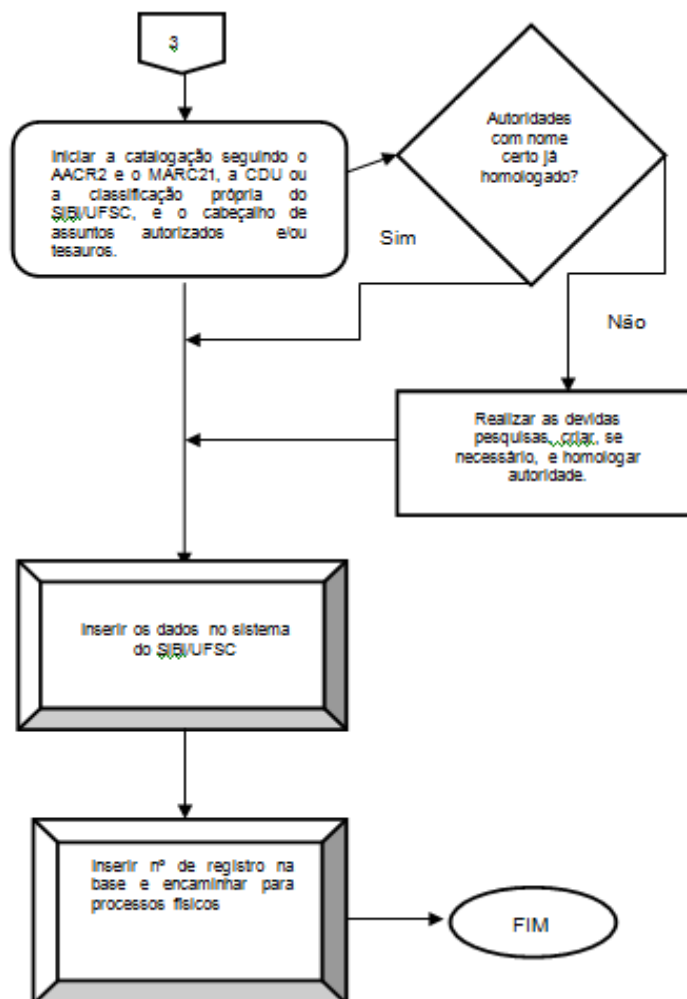 3
Iniciar a catalogação seguindo o
AACR2 e o MARC21, a CDU ou
a classificação própria do
SIBI/UFSC, e o cabeçalho de
assuntos autorizados e/ou
tesauros.
Autoridades
com nome
certo já
homologado?
Sim
Não
Realizar as devidas
pesquisas, criar, se
necessário, e homologar
autoridade.
Inserir os dados no sistema
do SIBI/UFSC
Inserir nº de registro na
base e encaminhar para
processos físicos
FIM